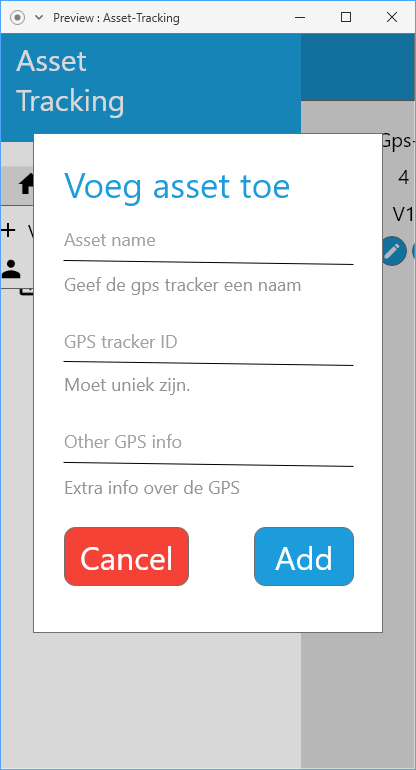 Preview : Asset-Tracking
Asset
Tracking
Gps-
4
V1
Voeg asset toe
Asset name
Geef de gps tracker een naam
GPS tracker ID
Moet uniek zijn.
Other GPS info
Extra info over de GPS
Cancel
Add